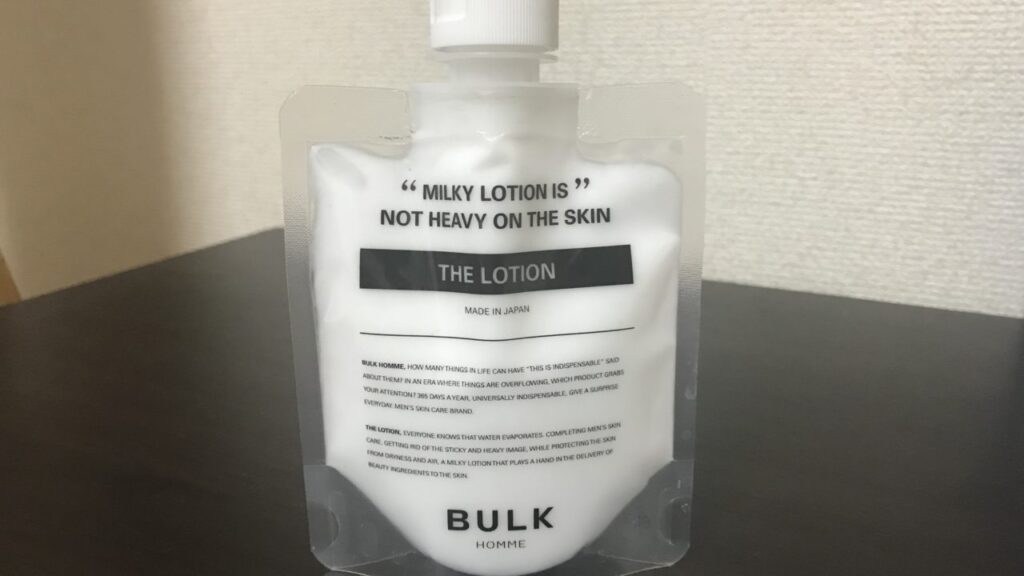 “ MILKY LOTION IS ”
NOT HEAVY ON THE SKIN
THE LOTION
MADE IN JAPAN
BULK HOMME, HOW MANY THINGS IN LIFE CAN HAVE “THIS IS INDISPENSABLE” SAID
ABOUT THEM? IN AN ERA WHERE THINGS ARE OVERFLOWING, WHICH PRODUCT GRABS
YOUR ATTENTION? 365 DAYS A YEAR, UNIVERSALLY INDISPENSABLE, GIVE A SURPRISE
EVERYDAY. MEN'S SKIN CARE BRAND.
THE LOTION, EVERYONE KNOWS THAT WATER EVAPORATES. COMPLETING MEN'S SKIN
CARE, GETTING RID OF THE STICKY AND HEAVY IMAGE, WHILE PROTECTING THE SKIN
FROM DRYNESS AND AIR, A MILKY LOTION THAT PLAYS A HAND IN THE DELIVERY OF
BEAUTY INGREDIENTS TO THE SKIN.
BULK
HOMME